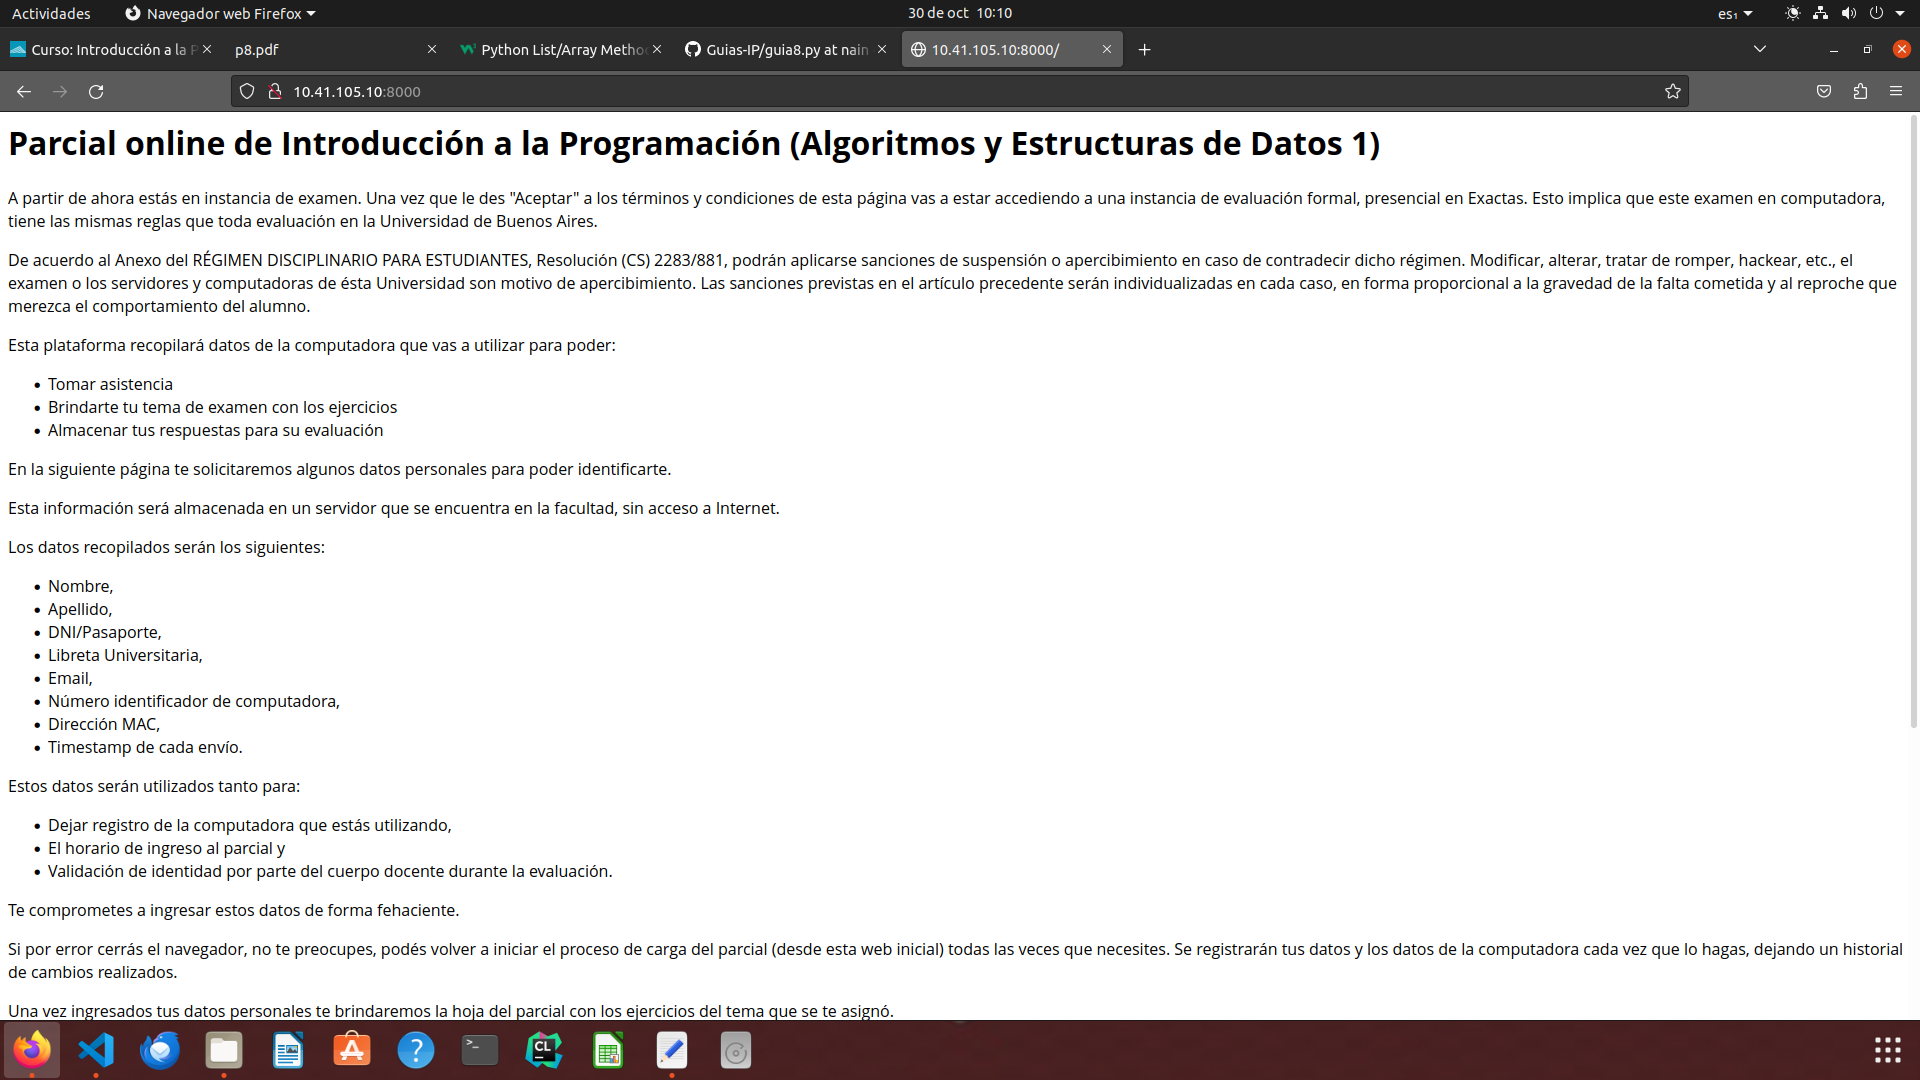 Actividades
Navegador web Firefox
30 de oct 10:10
es₁
Curso: Introducción a la P
p8.pdf
Python List/Array Metho
Guias-IP/guia8.py at nain
10.41.105.10:8000/
10.41.105.10:8000
Parcial online de Introducción a la Programación (Algoritmos y Estructuras de Datos 1)
A partir de ahora estás en instancia de examen. Una vez que le des "Aceptar" a los términos y condiciones de esta página vas a estar accediendo a una instancia de evaluación formal, presencial en Exactas. Esto implica que este examen en computadora,
tiene las mismas reglas que toda evaluación en la Universidad de Buenos Aires.
De acuerdo al Anexo del RÉGIMEN DISCIPLINARIO PARA ESTUDIANTES, Resolución (CS) 2283/881, podrán aplicarse sanciones de suspensión o apercibimiento en caso de contradecir dicho régimen. Modificar, alterar, tratar de romper, hackear, etc., el
examen o los servidores y computadoras de ésta Universidad son motivo de apercibimiento. Las sanciones previstas en el artículo precedente serán individualizadas en cada caso, en forma proporcional a la gravedad de la falta cometida y al reproche que
merezca el comportamiento del alumno.
Esta plataforma recopilará datos de la computadora que vas a utilizar para poder:
• Tomar asistencia
• Brindarte tu tema de examen con los ejercicios
• Almacenar tus respuestas para su evaluación
En la siguiente página te solicitaremos algunos datos personales para poder identificarte.
Esta información será almacenada en un servidor que se encuentra en la facultad, sin acceso a Internet.
Los datos recopilados serán los siguientes:
• Nombre,
• Apellido,
• DNI/Pasaporte,
• Libreta Universitaria,
• Email,
• Número identificador de computadora,
• Dirección MAC,
• Timestamp de cada envío.
Estos datos serán utilizados tanto para:
• Dejar registro de la computadora que estás utilizando,
• El horario de ingreso al parcial y
• Validación de identidad por parte del cuerpo docente durante la evaluación.
Te comprometes a ingresar estos datos de forma fehaciente.
Si por error cerrás el navegador, no te preocupes, podés volver a iniciar el proceso de carga del parcial (desde esta web inicial) todas las veces que necesites. Se registrarán tus datos y los datos de la computadora cada vez que lo hagas, dejando un historial
de cambios realizados.
Una vez ingresados tus datos personales te brindaremos la hoja del parcial con los ejercicios del tema que se te asignó.
CL